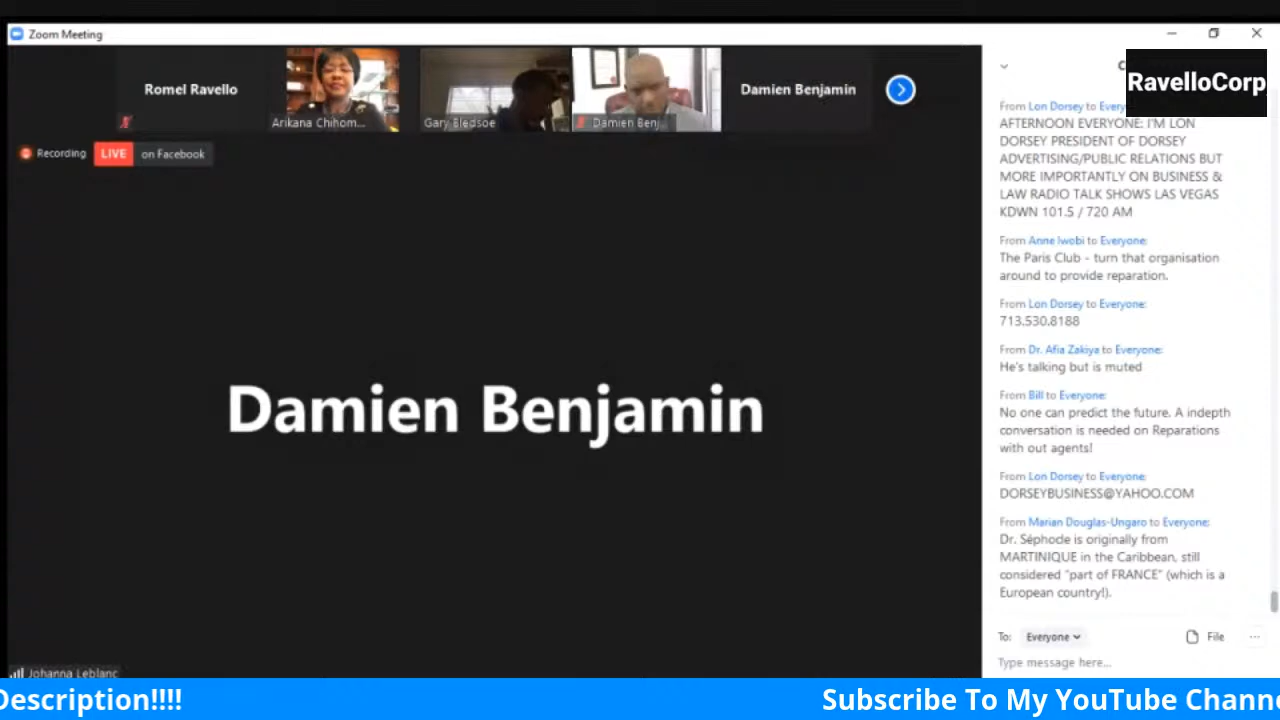 Zoom Meeting
Romel Ravello
Arikana Chihom...
Gary Bledsoe
Damien Benj...
Damien Benjamin
Recording
LIVE
on Facebook
Damien Benjamin
Johanna Leblanc
RavelloCorp
From Lon Dorsey to Every
AFTERNOON EVERYONE: I'M LON
DORSEY PRESIDENT OF DORSEY
ADVERTISING/PUBLIC RELATIONS BUT
MORE IMPORTANTLY ON BUSINESS &
LAW RADIO TALK SHOWS LAS VEGAS
KDWN 101.5 / 720 AM
From Anne Iwobi to Everyone:
The Paris Club - turn that organisation
around to provide reparation.
From Lon Dorsey to Everyone:
713.530.8188
From Dr. Afia Zakiya to Everyone:
He's talking but is muted
From Bill to Everyone:
No one can predict the future. A indepth
conversation is needed on Reparations
with out agents!
From Lon Dorsey to Everyone:
DORSEYBUSINESS@YAHOO.COM
From Marian Douglas-Ungaro to Everyone:
Dr. Séphocle is originally from
MARTINIQUE in the Caribbean, still
considered "part of FRANCE" (which is a
European country!).
To: Everyone
File
Type message here...
Description!!!!
Subscribe To My YouTube Channe